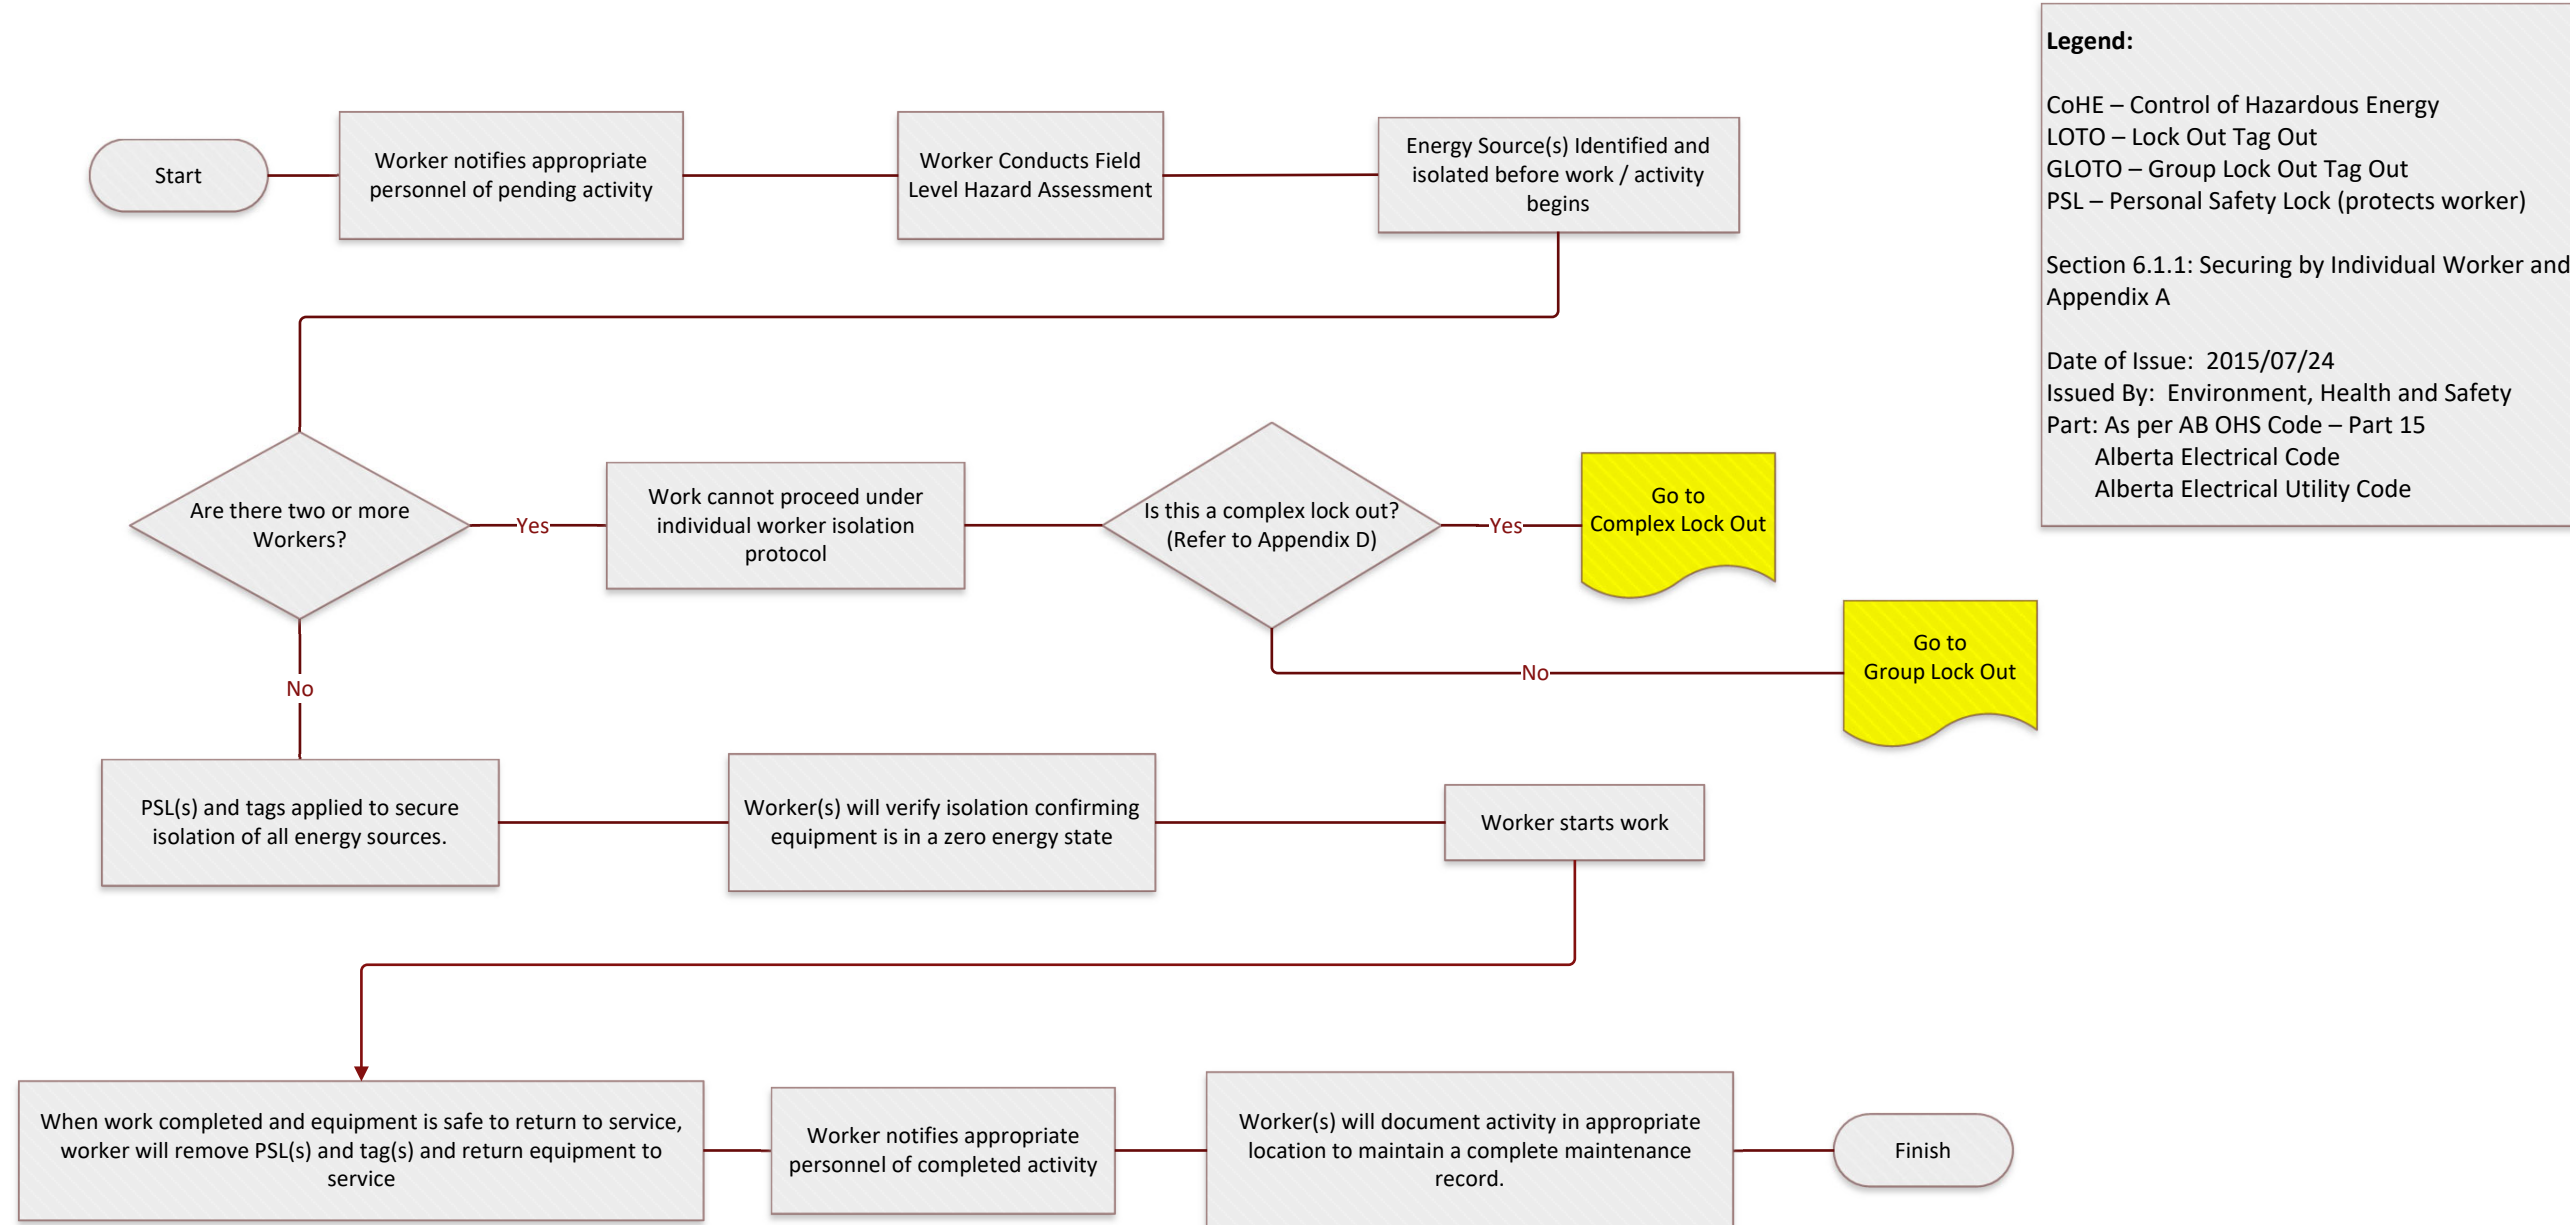 Start
Worker notifies appropriate
personnel of pending activity
Worker Conducts Field
Level Hazard Assessment
Energy Source(s) Identified and
isolated before work / activity
begins
Legend:
CoHE – Control of Hazardous Energy
LOTO – Lock Out Tag Out
GLOTO – Group Lock Out Tag Out
PSL – Personal Safety Lock (protects worker)
Section 6.1.1: Securing by Individual Worker and
Appendix A
Date of Issue:  2015/07/24
Issued By:  Environment, Health and Safety
Part: As per AB OHS Code – Part 15
Alberta Electrical Code
Alberta Electrical Utility Code
Are there two or more
Workers?
Yes
Work cannot proceed under
individual worker isolation
protocol
Is this a complex lock out?
(Refer to Appendix D)
Yes
Go to
Complex Lock Out
No
Go to
Group Lock Out
No
PSL(s) and tags applied to secure
isolation of all energy sources.
Worker(s) will verify isolation confirming
equipment is in a zero energy state
Worker starts work
When work completed and equipment is safe to return to service,
worker will remove PSL(s) and tag(s) and return equipment to
service
Worker notifies appropriate
personnel of completed activity
Worker(s) will document activity in appropriate
location to maintain a complete maintenance
record.
Finish